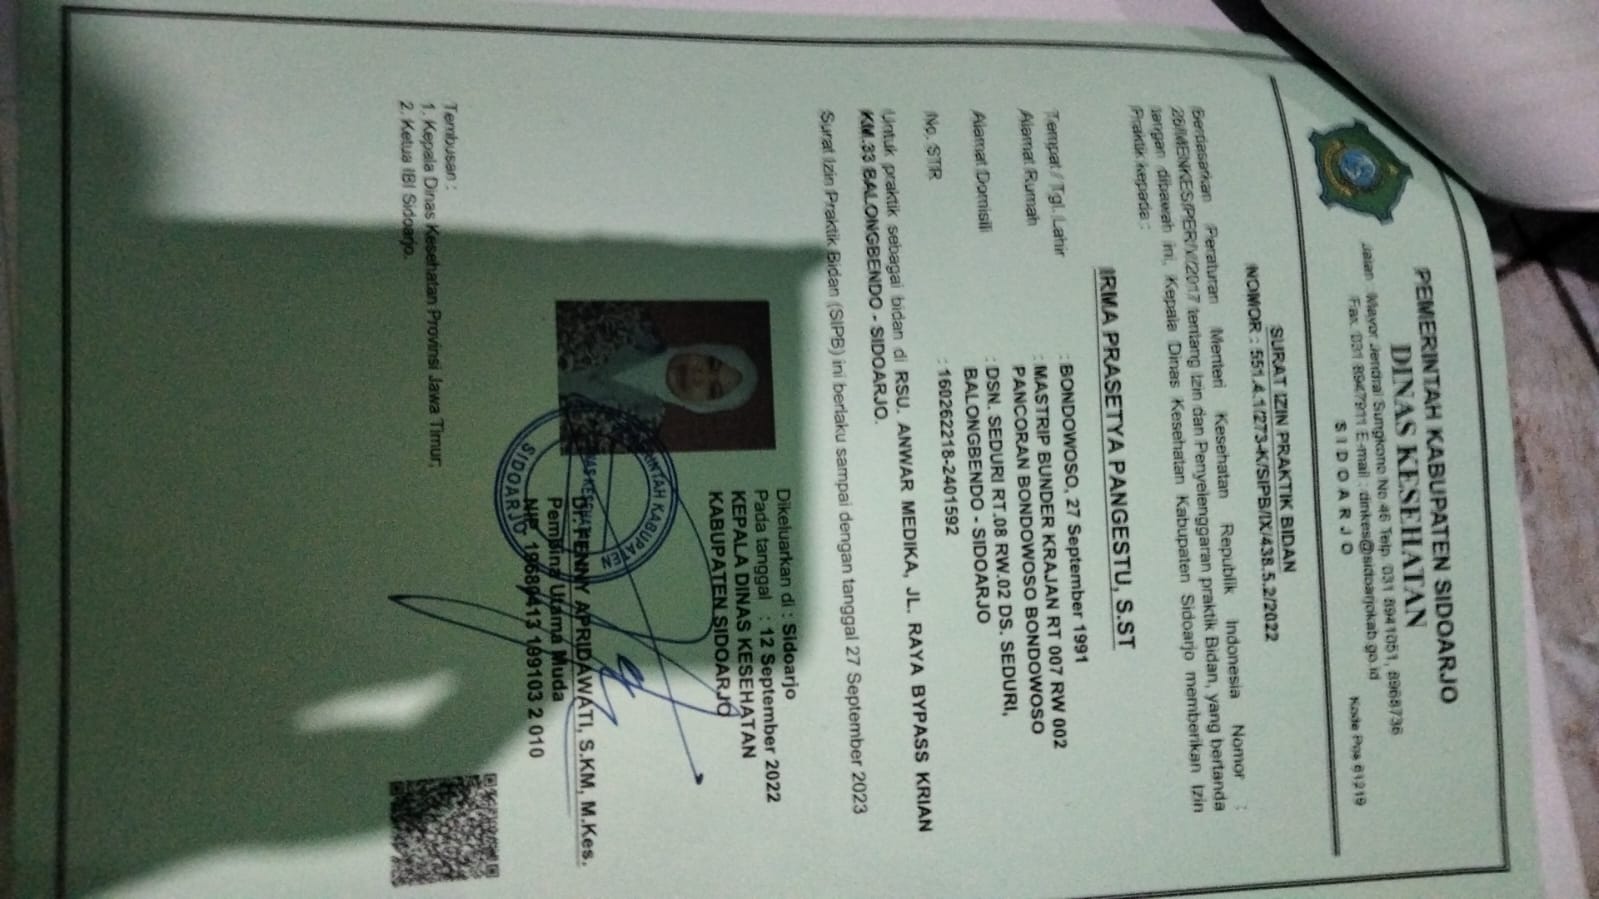 PEMERINTAH KABUPATEN SIDOARJO
DINAS KESEHATAN
Jalan Mayor Jendral Sungkono No.46 Telp. 031 8941051, 8968736
Fax. 031 8947911 E-mail : dinkes@sidoarjokab.go.id
SIDOARJO
Kode Pos 61219
SURAT IZIN PRAKTIK BIDAN
NOMOR : 551.4.1/273-K/SIPB/IX/438.5.2/2022
Berdasarkan Peraturan Menteri Kesehatan Republik Indonesia Nomor :
28/MENKES/PER/V/2017 tentang Izin dan Penyelenggaran praktik Bidan, yang bertanda
tangan dibawah ini, Kepala Dinas Kesehatan Kabupaten Sidoarjo memberikan Izin
Praktik kepada :
IRMA PRASETYA PANGESTU, S.ST
Tempat / Tgl. Lahir : BONDOWOSO, 27 September 1991
Alamat Rumah : MASTRIP BUNDER KRAJAN RT 007 RW 002
PANCORAN BONDOWOSO BONDOWOSO
Alamat Domisili : DSN. SEDURI RT.08 RW.02 DS. SEDURI,
BALONGBENDO - SIDOARJO
No. STR : 160262218-2401592
Untuk praktik sebagai bidan di RSU. ANWAR MEDIKA, JL. RAYA BYPASS KRIAN
KM.33 BALONGBENDO - SIDOARJO.
Surat Izin Praktik Bidan (SIPB) ini berlaku sampai dengan tanggal 27 September 2023
Dikeluarkan di : Sidoarjo
Pada tanggal : 12 September 2022
KEPALA DINAS KESEHATAN
KABUPATEN SIDOARJO
FENNY APRIDAWATI, S.KM, M.Kes.
Pembina Utama Muda
NIP. 19680413 199103 2 010
KABUPATEN
SIDOARJO
Tembusan :
1. Kepala Dinas Kesehatan Provinsi Jawa Timur;
2. Ketua IBI Sidoarjo.